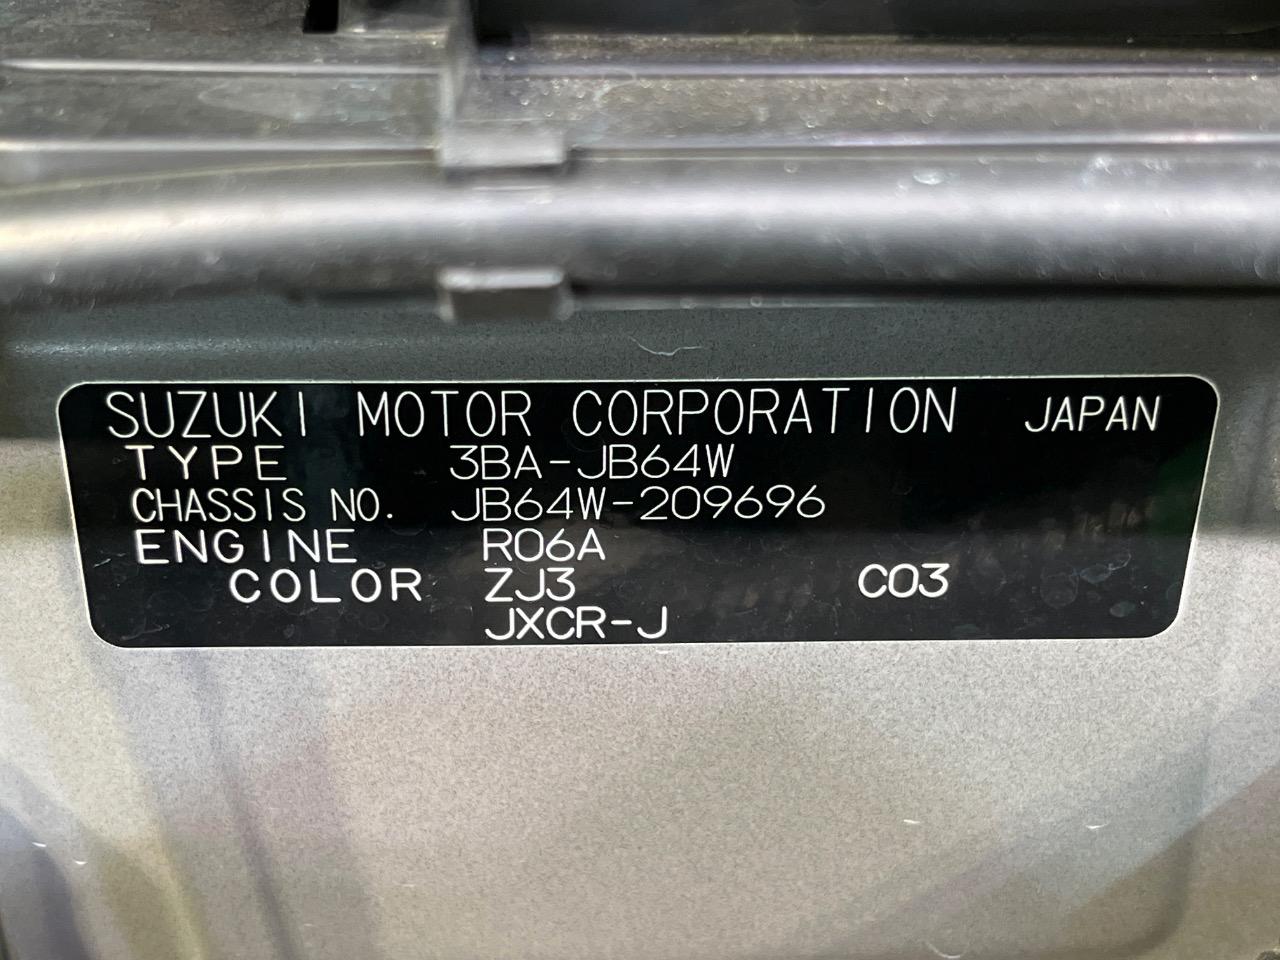 SUZUKI MOTOR CORPORATION JAPAN
TYPE 3BA-JB64W
CHASSIS NO. JB64W-209696
ENGINE R06A
COLOR ZJ3 C03
JXCR-J